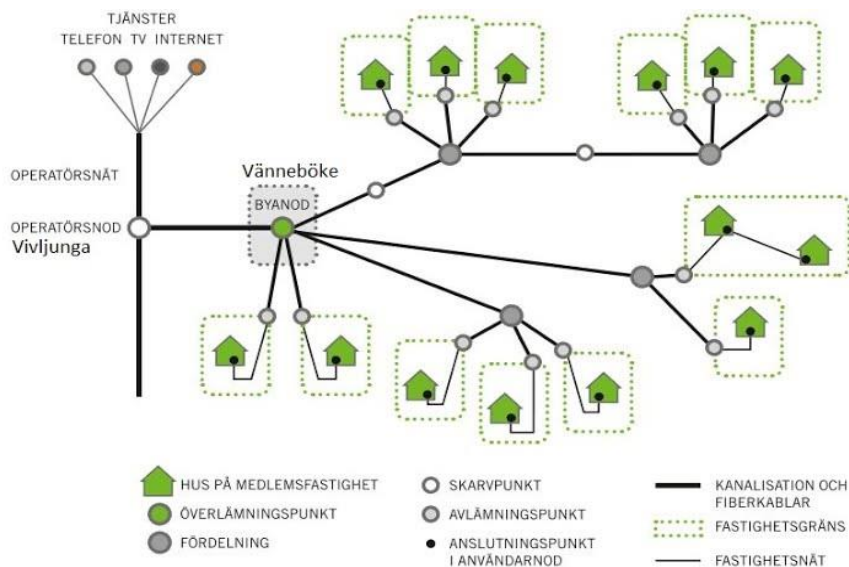 TJÄNSTER
TELEFON TV INTERNET
OPERATÖRSNÄT
Vänneböke
BYANOD
OPERATÖRSNOD
Vivljunga
HUS PÅ MEDLEMSFASTIGHET
ÖVERLÄMNINGSPUNKT
FÖRDELNING
SKARVPUNKT
AVLÄMNINGSPUNKT
ANSLUTNINGSPUNKT
I ANVÄNDARNOD
KANALISATION OCH
FIBERKABLAR
FASTIGHETSGRÄNS
FASTIGHETSNÄT